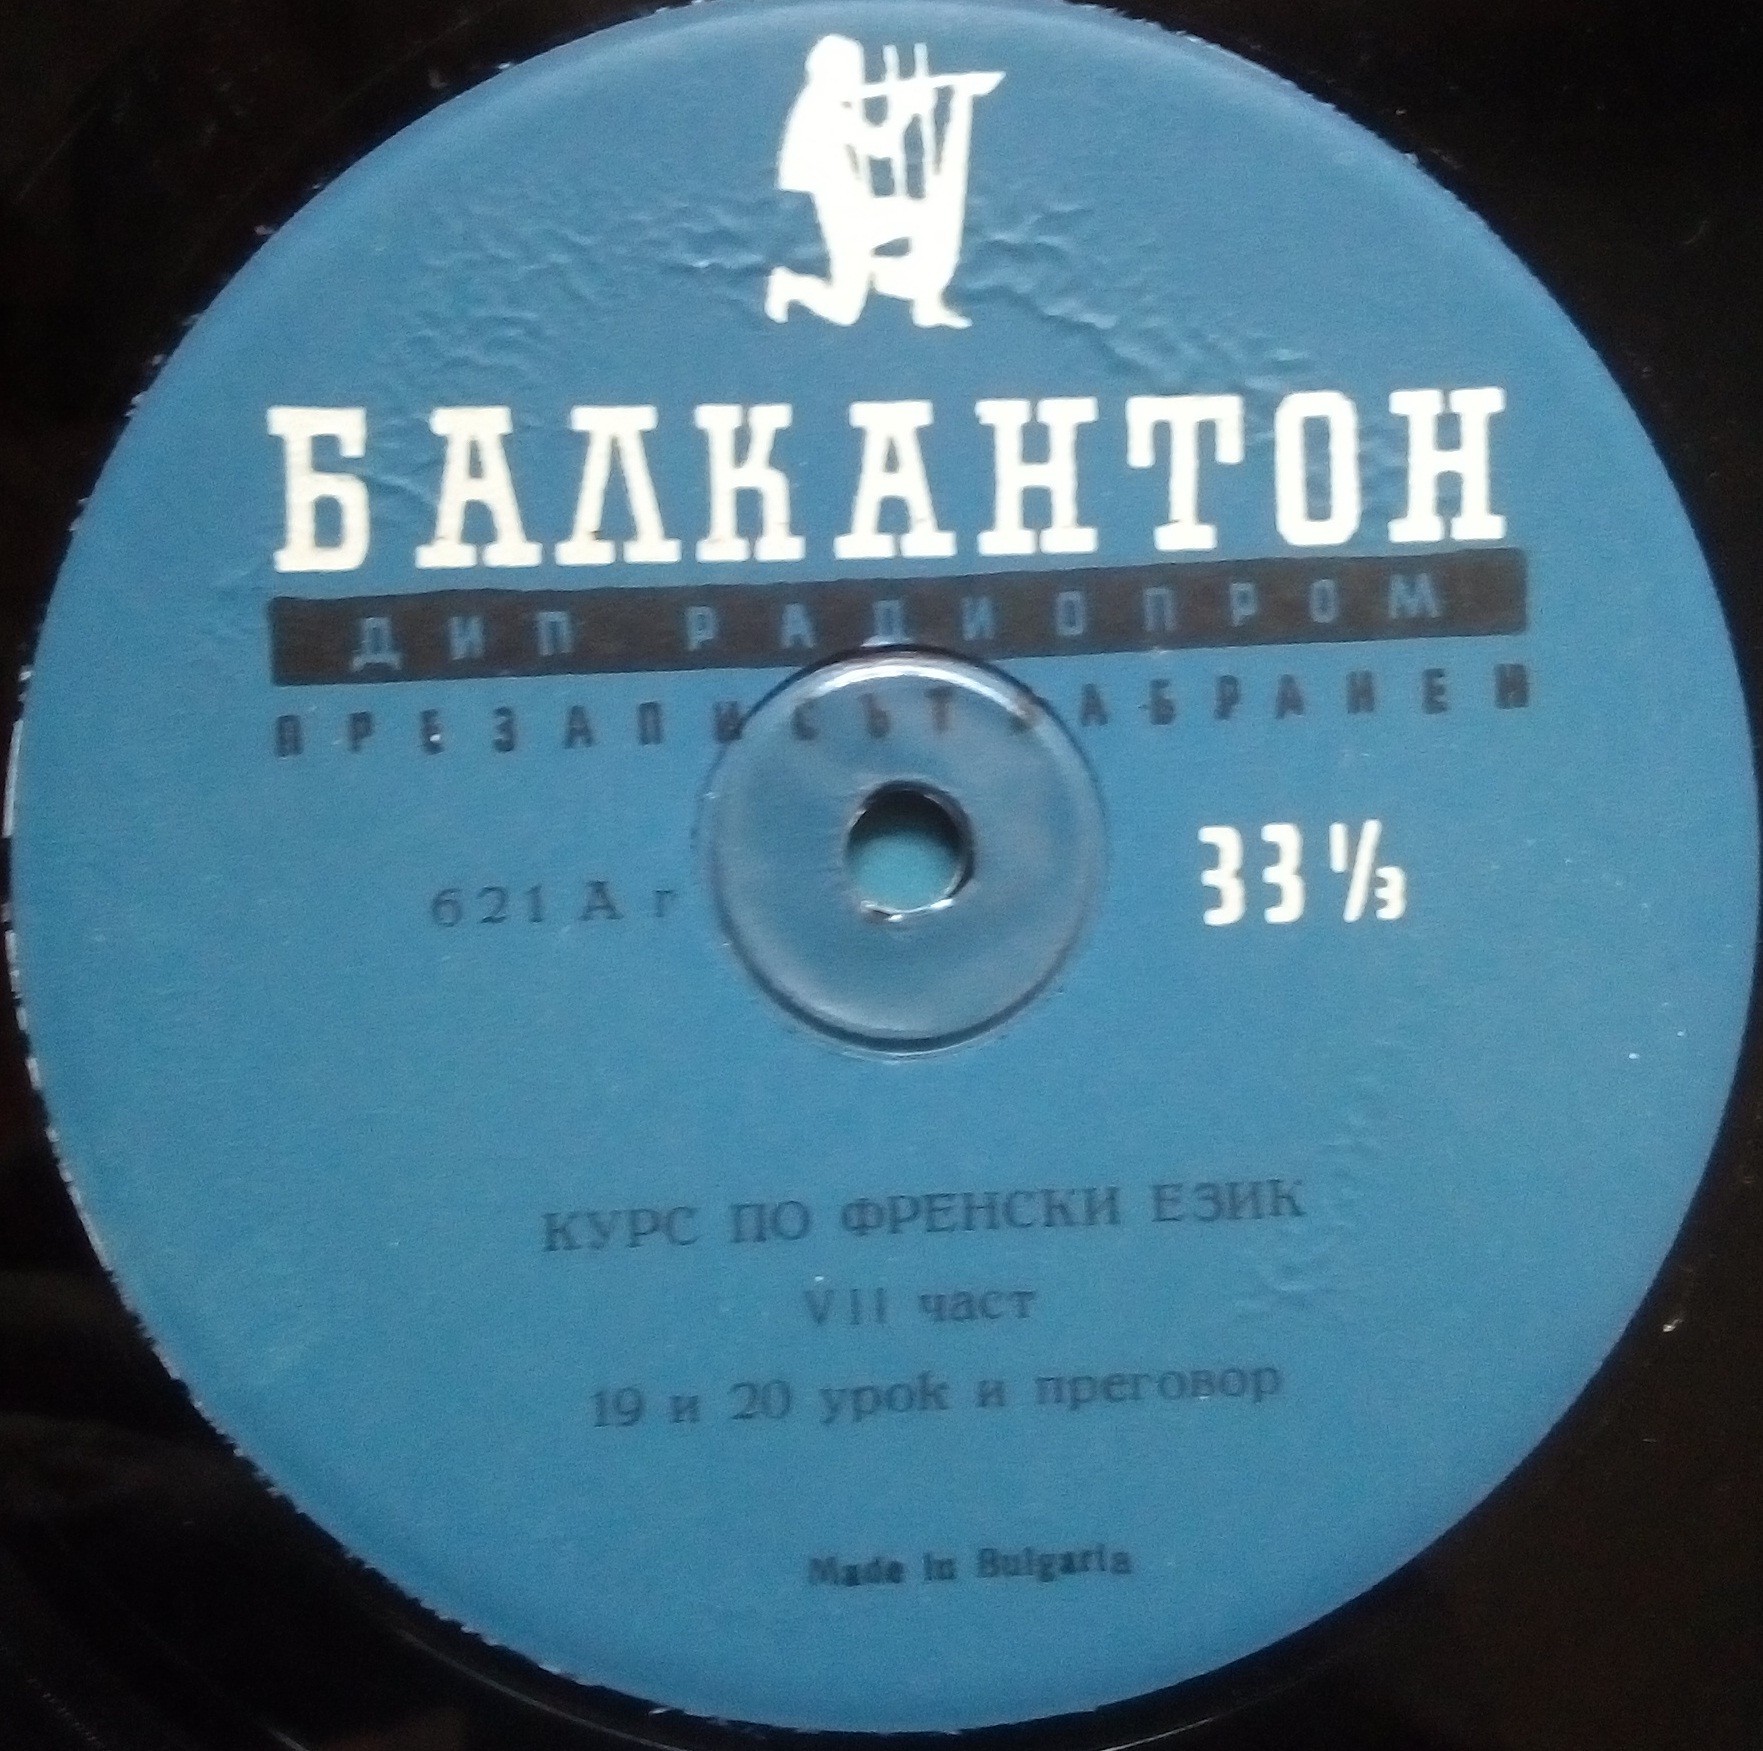 БАЛКАНТОН
ДИП РАДИОПРОМ
ПРЕЗАПИСЪТ ЗАБРАНЕН
621 А г
33 1/3
КУРС ПО ФРЕНСКИ ЕЗИК
VII част
19 и 20 урок и преговор
Made in Bulgaria